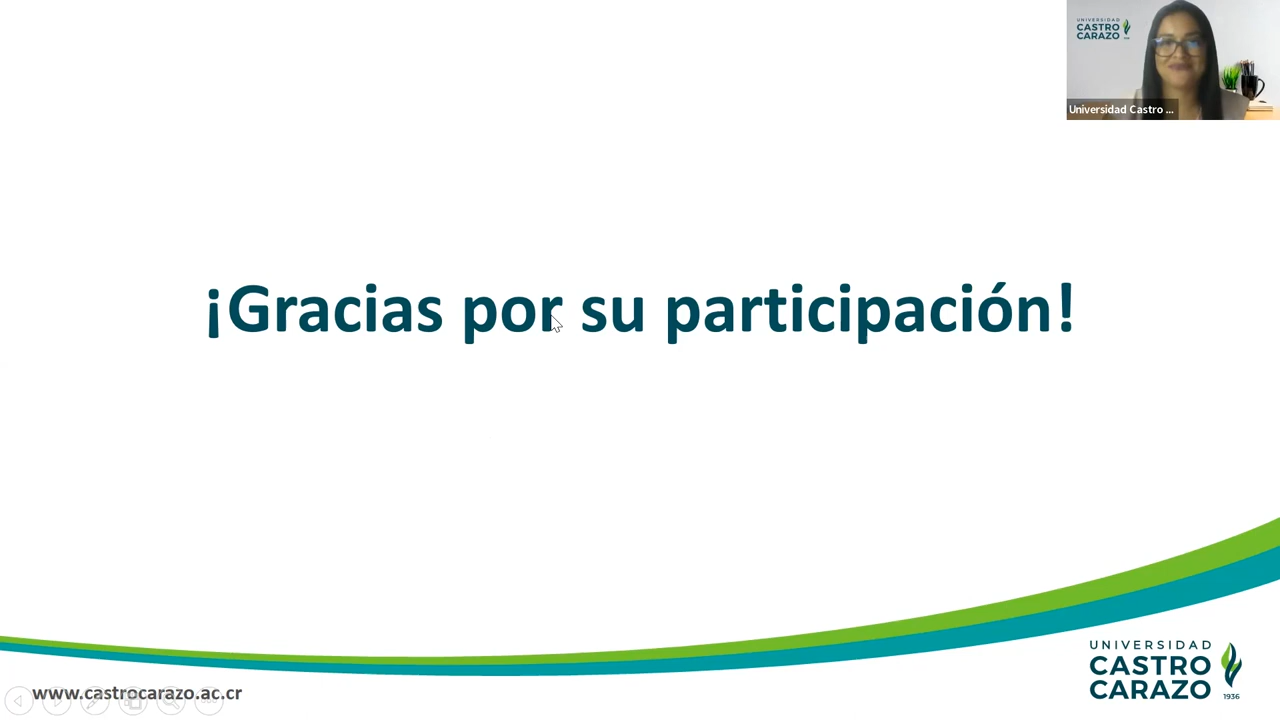 UNIVERSIDAD
CASTRO
CARAZO
Universidad Castro ...
¡Gracias por su participación!
www.castrocarazo.ac.cr
UNIVERSIDAD
CASTRO
CARAZO
1936